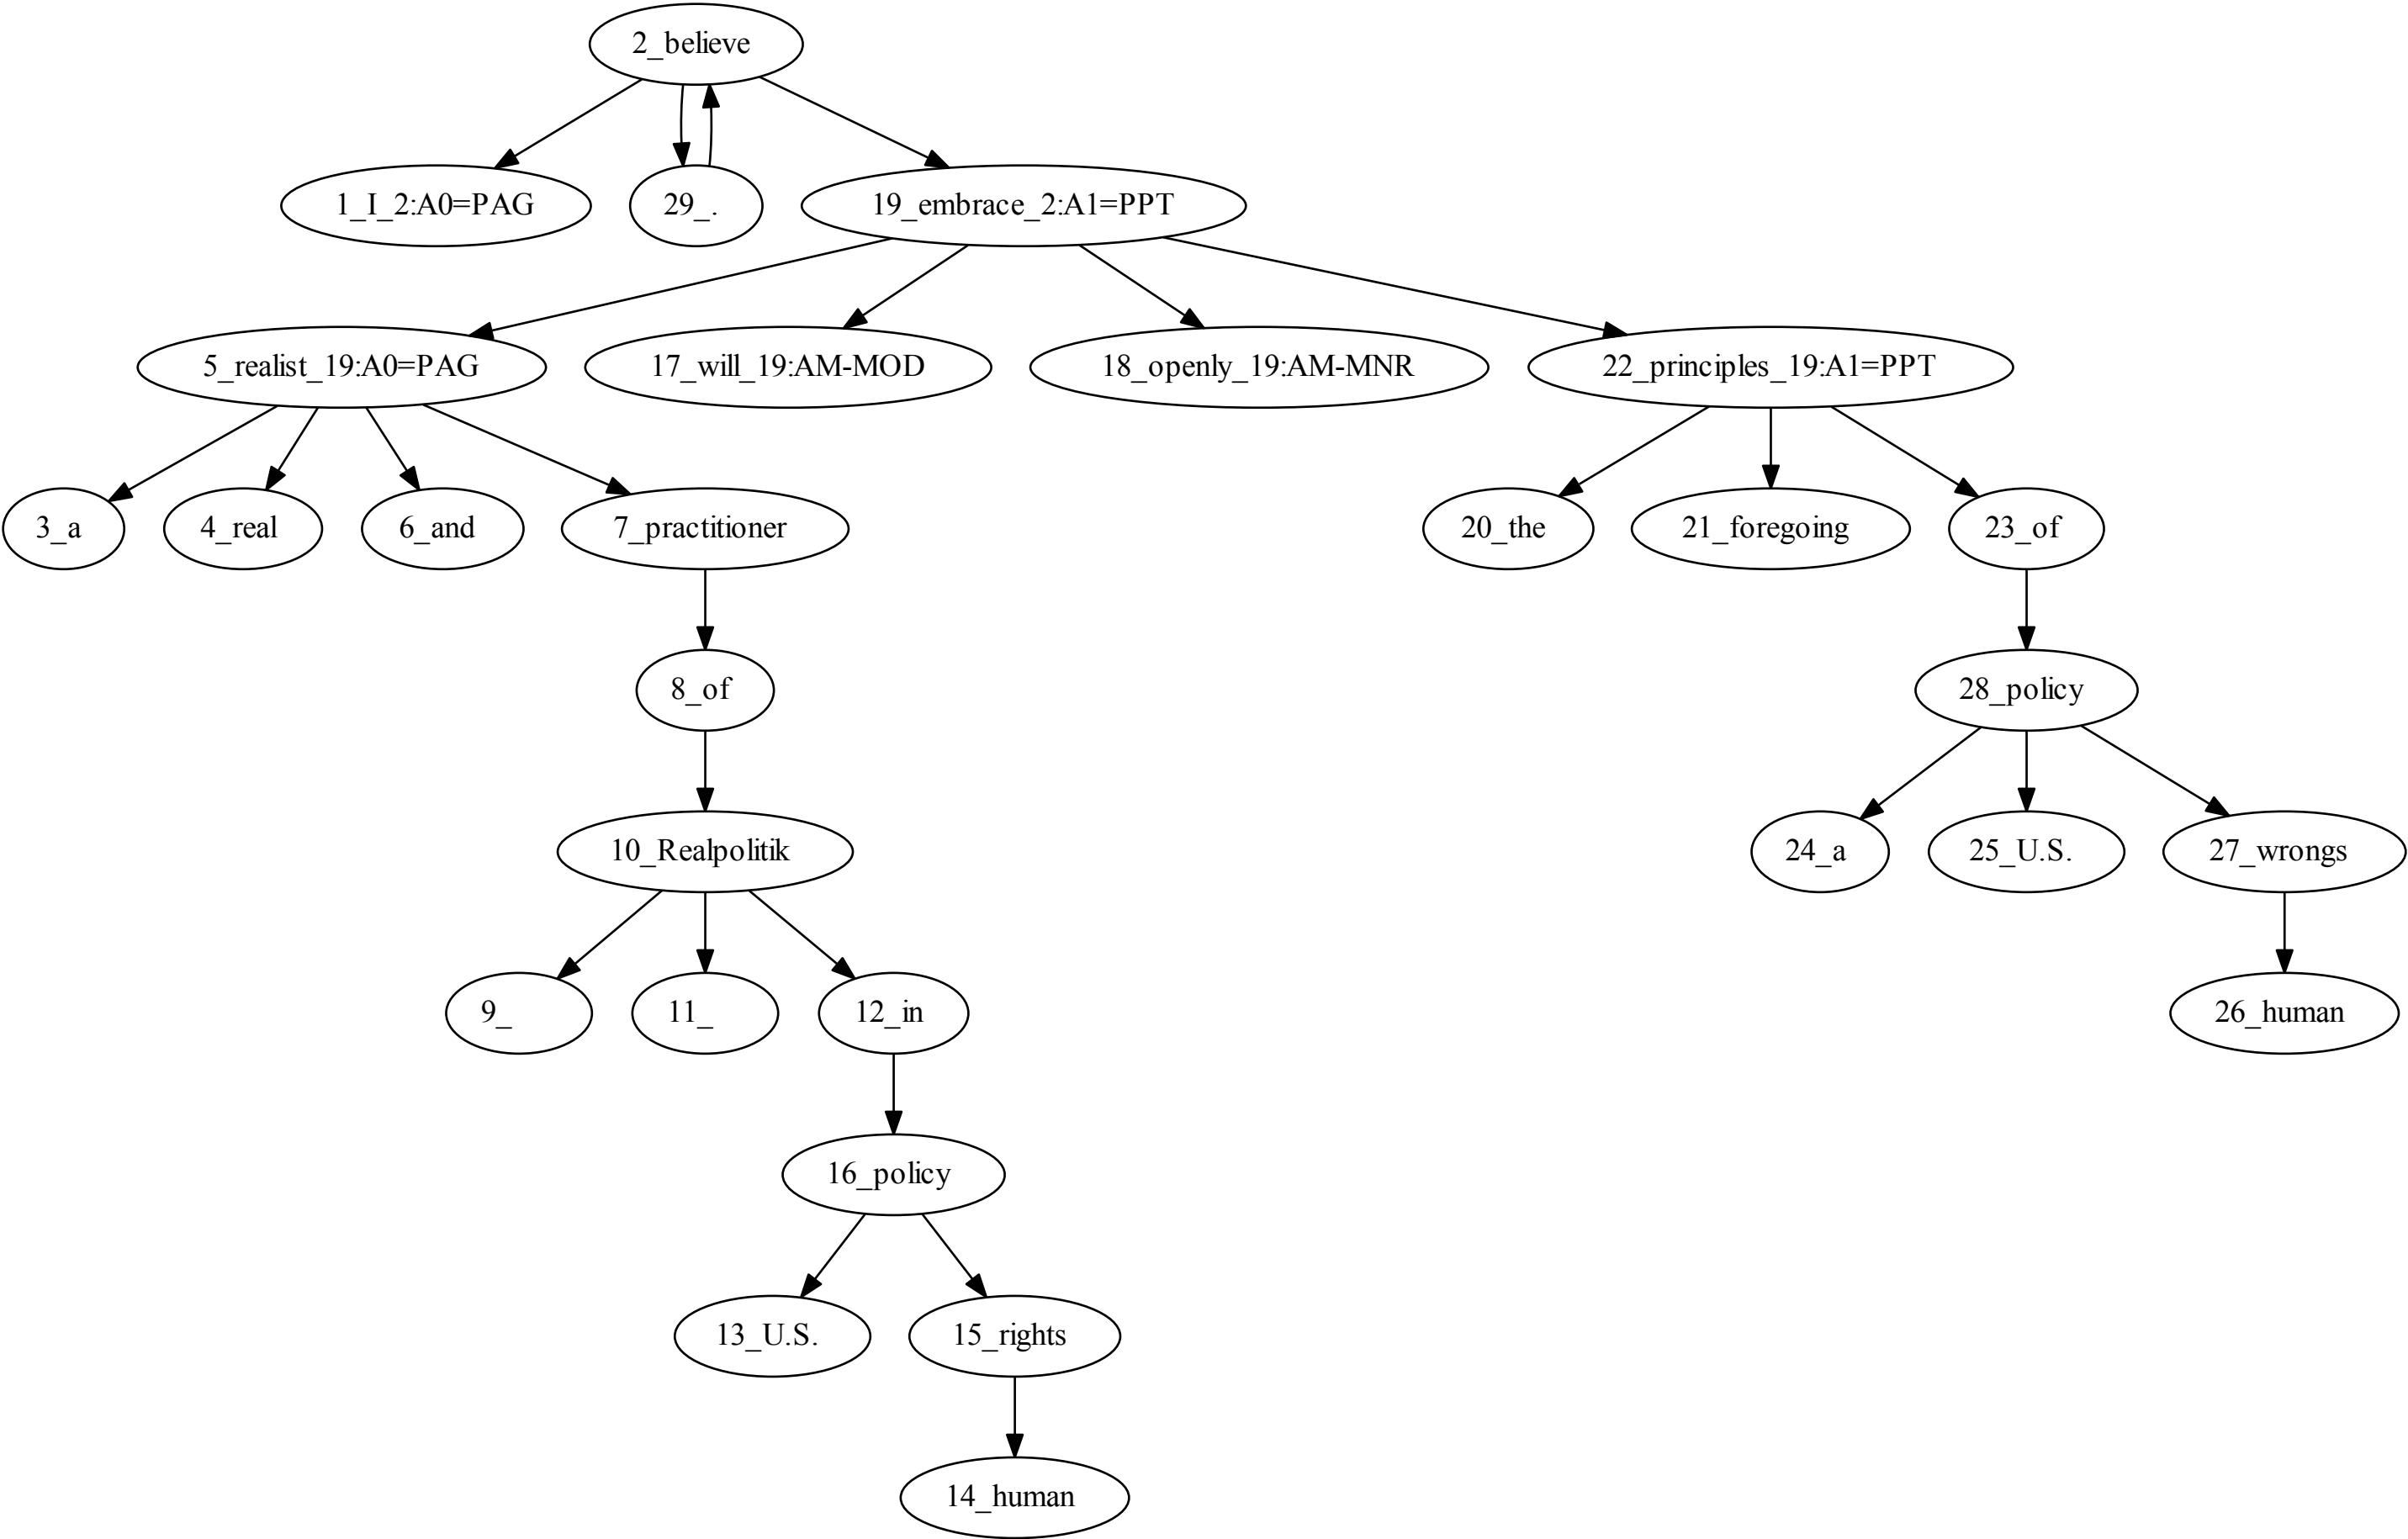 2_believe
1_I_2:A0=PAG
29_.
19_embrace_2:A1=PPT
5_realist_19:A0=PAG
17_will_19:AM-MOD
18_openly_19:AM-MNR
22_principles_19:A1=PPT
3_a
4_real
6_and
7_practitioner
20_the
21_foregoing
23_of
8_of
28_policy
10_Realpolitik
24_a
25_U.S.
27_wrongs
9_
11_
12_in
26_human
16_policy
13_U.S.
15_rights
14_human